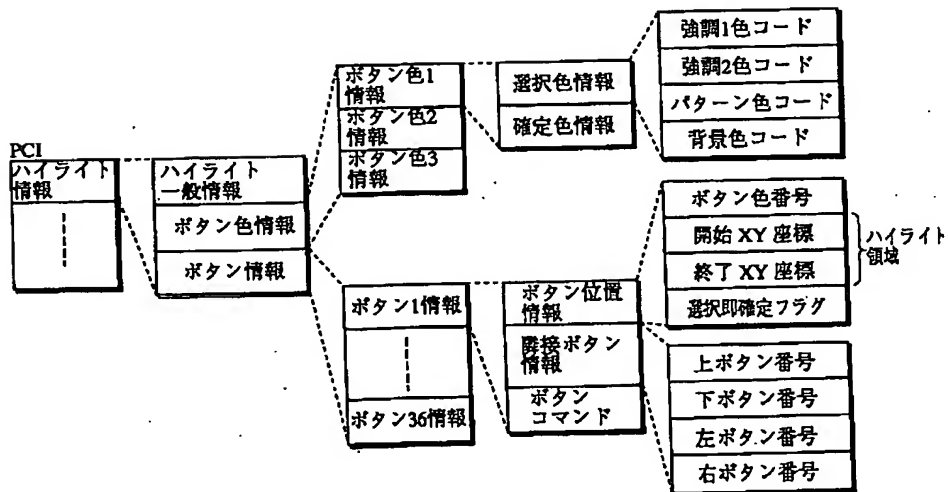 PCI
ハイライト
情報
ハイライト
一般情報
ボタン色情報
ボタン情報
ボタン色1
情報
ボタン色2
情報
ボタン色3
情報
選択色情報
確定色情報
強調1色コード
強調2色コード
パターン色コード
背景色コード
ボタン1情報
ボタン36情報
ボタン位置
情報
隣接ボタン
情報
ボタン
コマンド
ボタン色番号
開始 XY 座標
終了 XY 座標
選択即確定フラグ
ハイライト
領域
上ボタン番号
下ボタン番号
左ボタン番号
右ボタン番号